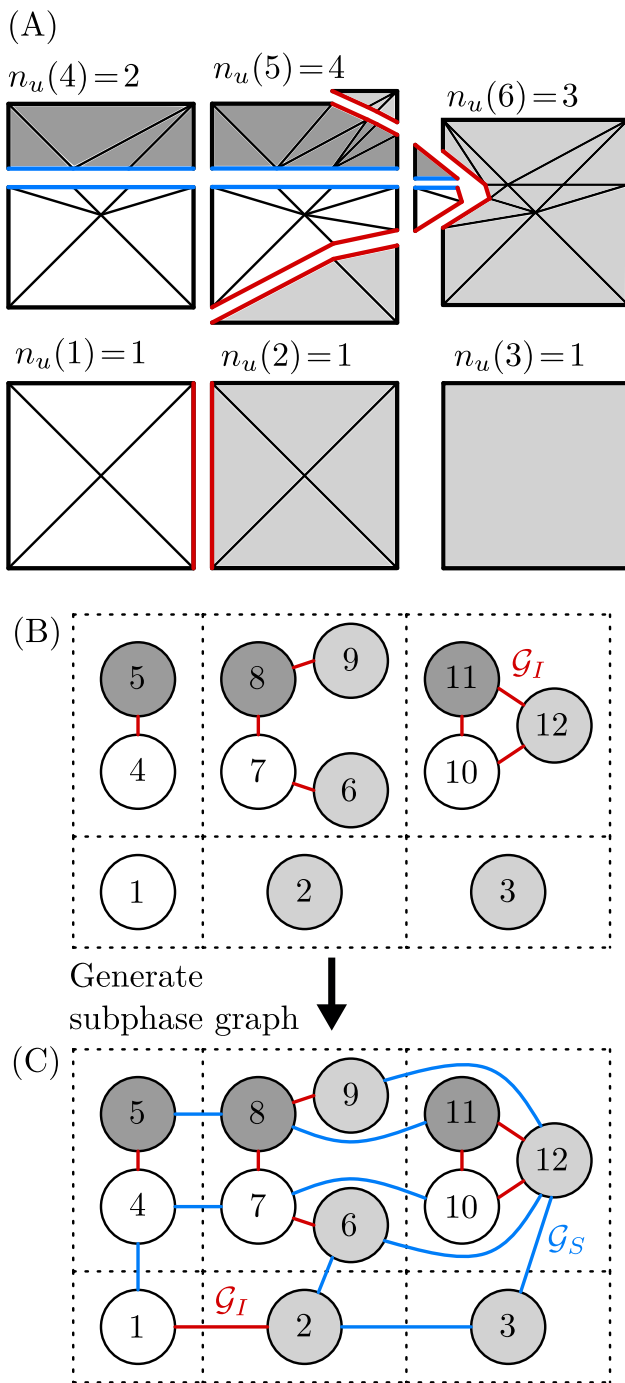 (A)
n_u(4)=2 n_u(5)=4 n_u(6)=3
n_u(1)=1 n_u(2)=1 n_u(3)=1
(B)
5 8 9 11 𝒢_I
4 7 6 10 12
1 2 3
Generate
subphase graph
(C)
5 8 9 11
4 7 6 10 12
𝒢_S
𝒢_I
1 2 3